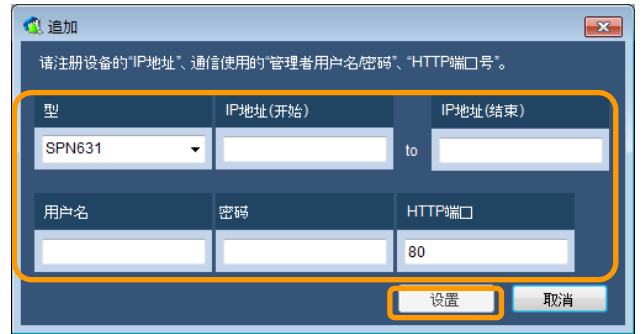 追加
请注册设备的“IP地址”、通信使用的“管理者用户名/密码”、“HTTP端口号”。
型 IP地址(开始) IP地址(结束)
SPN631 to
用户名 密码 HTTP端口
80
设置 取消